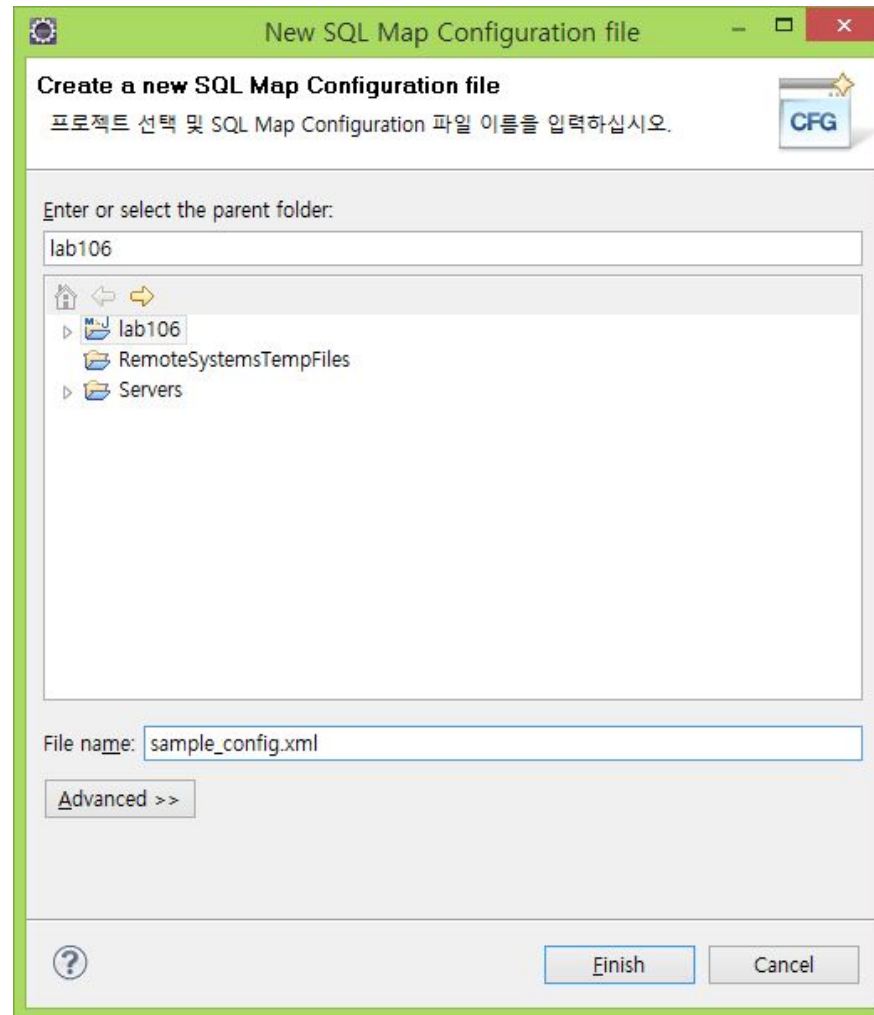 New SQL Map Configuration file
Create a new SQL Map Configuration file
프로젝트 선택 및 SQL Map Configuration 파일 이름을 입력하십시오.
CFG
Enter or select the parent folder:
lab106
lab106
RemoteSystemsTempFiles
Servers
File name: sample_config.xml
Advanced >>
Finish Cancel